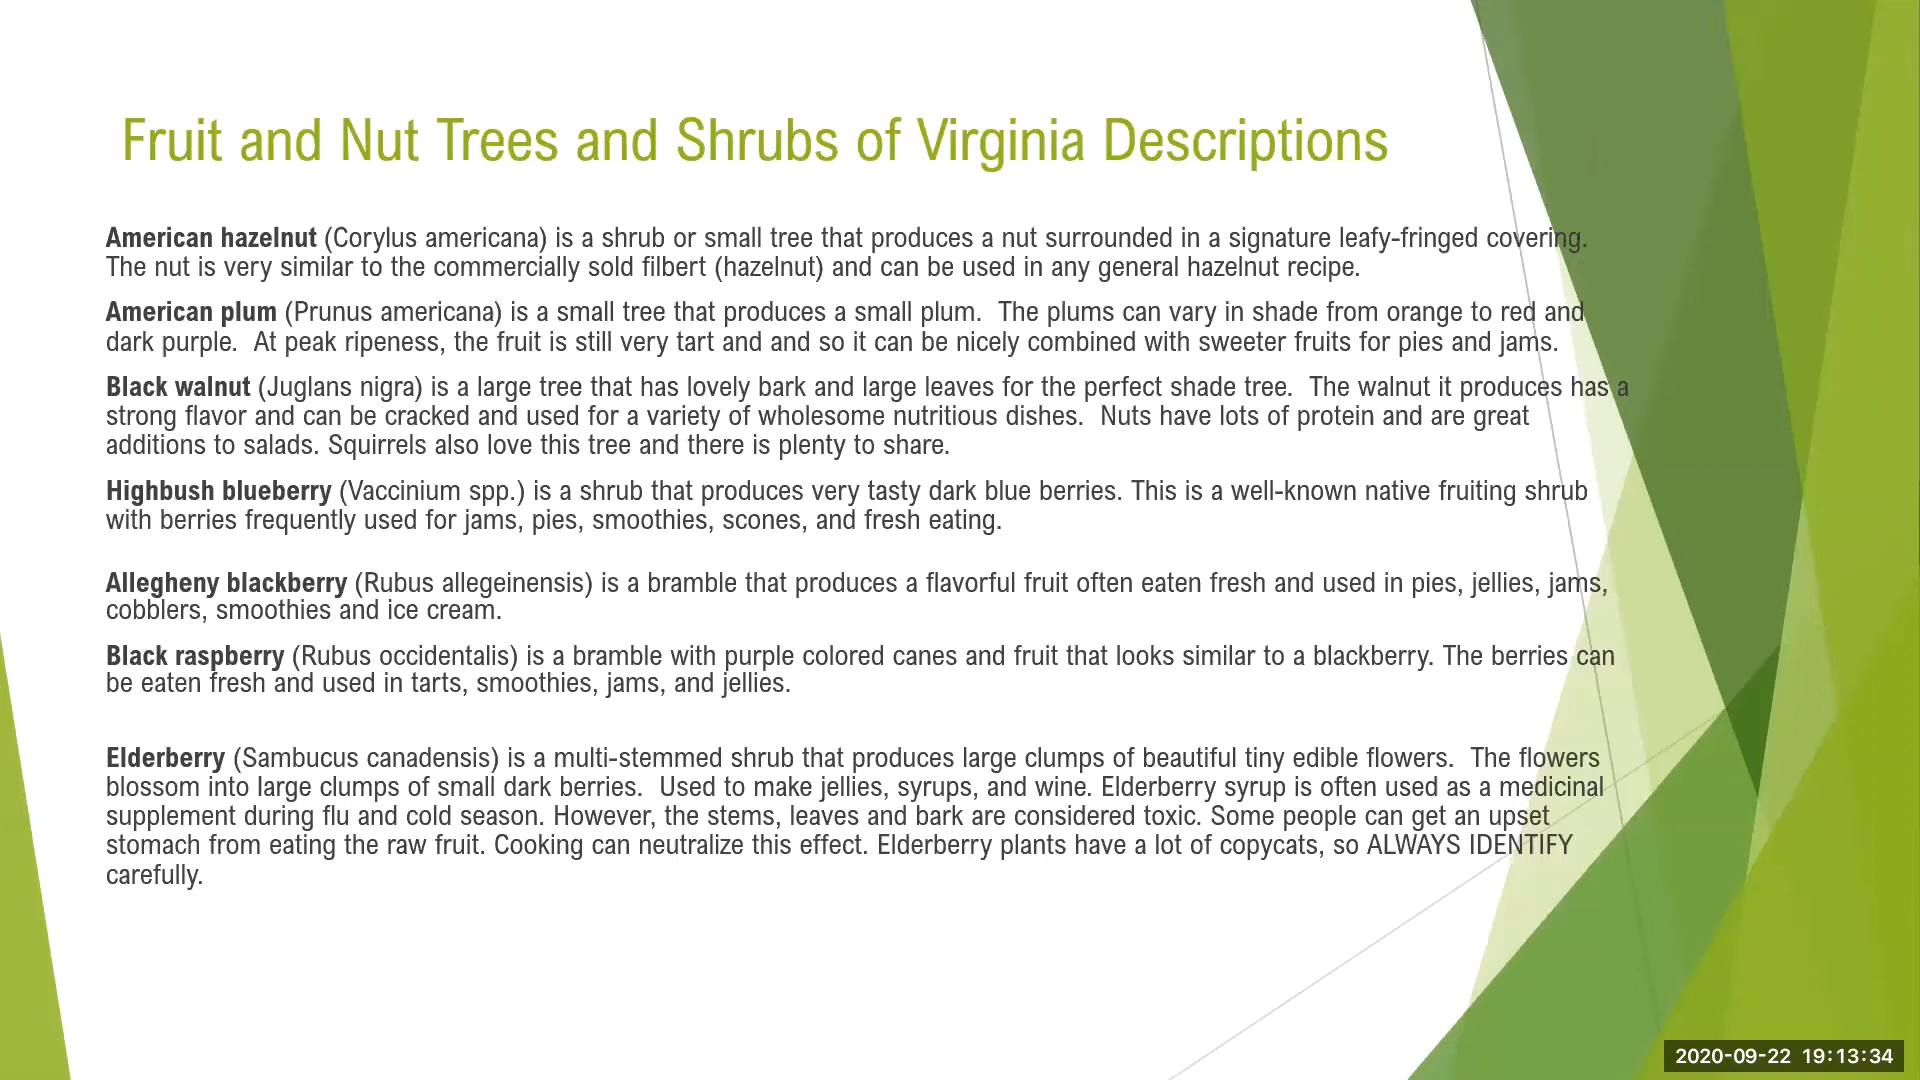 Fruit and Nut Trees and Shrubs of Virginia Descriptions
American hazelnut (Corylus americana) is a shrub or small tree that produces a nut surrounded in a signature leafy-fringed covering.
The nut is very similar to the commercially sold filbert (hazelnut) and can be used in any general hazelnut recipe.
American plum (Prunus americana) is a small tree that produces a small plum.  The plums can vary in shade from orange to red and
dark purple.  At peak ripeness, the fruit is still very tart and and so it can be nicely combined with sweeter fruits for pies and jams.
Black walnut (Juglans nigra) is a large tree that has lovely bark and large leaves for the perfect shade tree.  The walnut it produces has a
strong flavor and can be cracked and used for a variety of wholesome nutritious dishes.  Nuts have lots of protein and are great
additions to salads. Squirrels also love this tree and there is plenty to share.
Highbush blueberry (Vaccinium spp.) is a shrub that produces very tasty dark blue berries. This is a well-known native fruiting shrub
with berries frequently used for jams, pies, smoothies, scones, and fresh eating.
Allegheny blackberry (Rubus allegeinensis) is a bramble that produces a flavorful fruit often eaten fresh and used in pies, jellies, jams,
cobblers, smoothies and ice cream.
Black raspberry (Rubus occidentalis) is a bramble with purple colored canes and fruit that looks similar to a blackberry. The berries can
be eaten fresh and used in tarts, smoothies, jams, and jellies.
Elderberry (Sambucus canadensis) is a multi-stemmed shrub that produces large clumps of beautiful tiny edible flowers.  The flowers
blossom into large clumps of small dark berries.  Used to make jellies, syrups, and wine. Elderberry syrup is often used as a medicinal
supplement during flu and cold season. However, the stems, leaves and bark are considered toxic. Some people can get an upset
stomach from eating the raw fruit. Cooking can neutralize this effect. Elderberry plants have a lot of copycats, so ALWAYS IDENTIFY
carefully.
2020-09-22 19:13:34